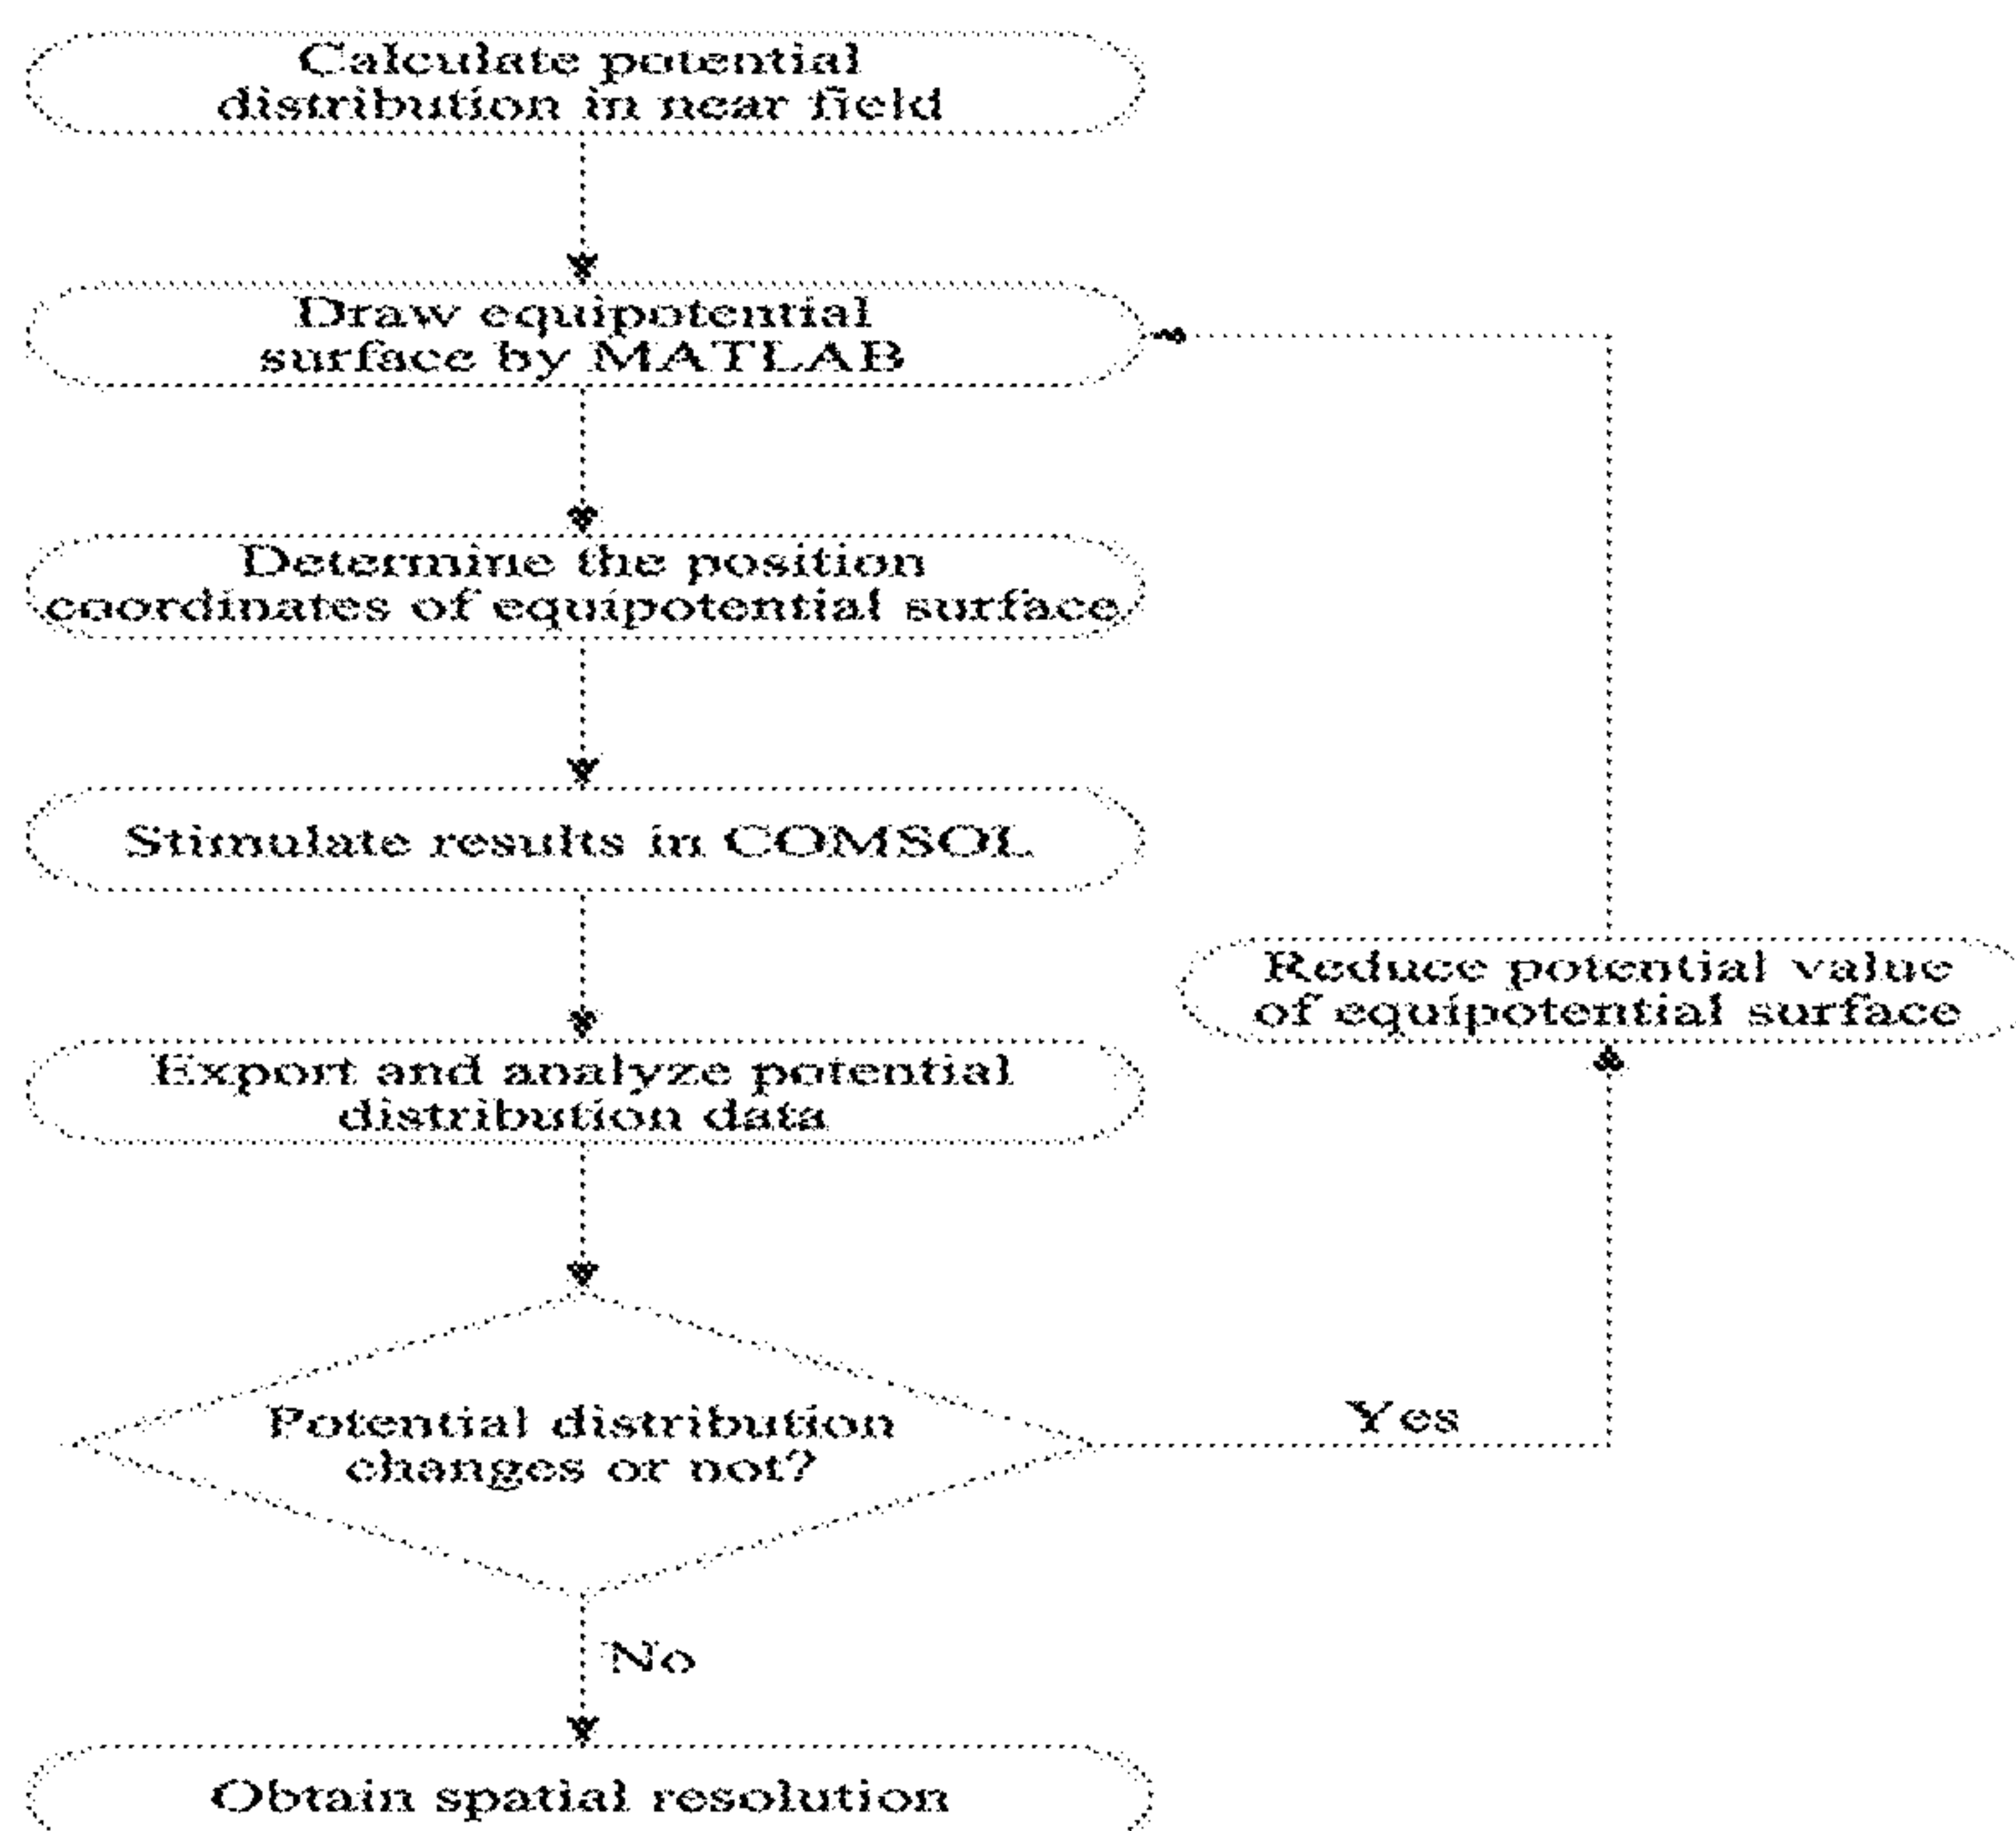 Calculate potential
distribution in near field
Draw equipotential
surface by MATLAB
Determine the position
coordinates of equipotential surface
Stimulate results in COMSOL
Reduce potential value
of equipotential surface
Export and analyze potential
distribution data
Potential distribution
changes or not?
Yes
No
Obtain spatial resolution